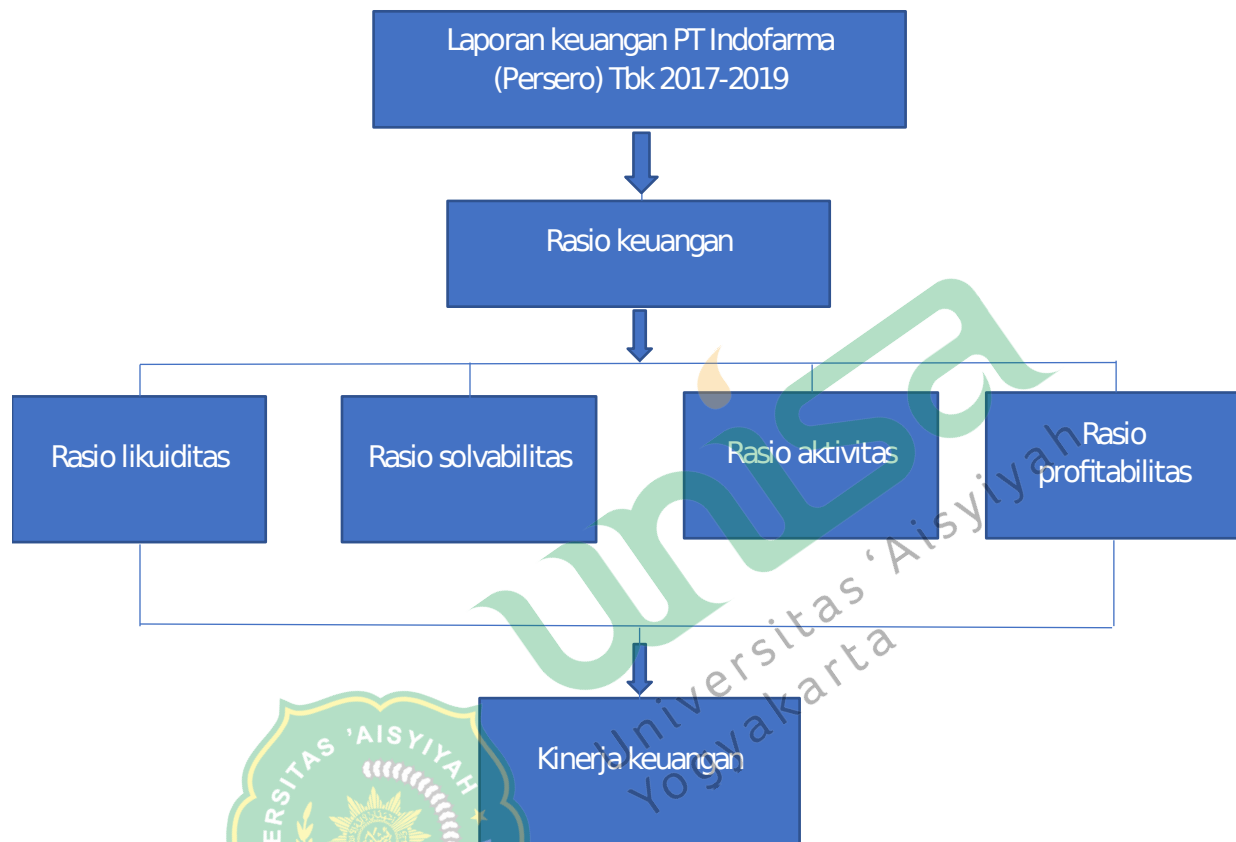 Laporan keuangan PT Indofarma
(Persero) Tbk 2017-2019
Rasio keuangan
Rasio likuiditas
Rasio solvabilitas
Rasio aktivitas
Rasio
profitabilitas
unisa
Universitas 'Aisyiyah
Yogyakarta
Kinerja keuangan
'AISYIYAH